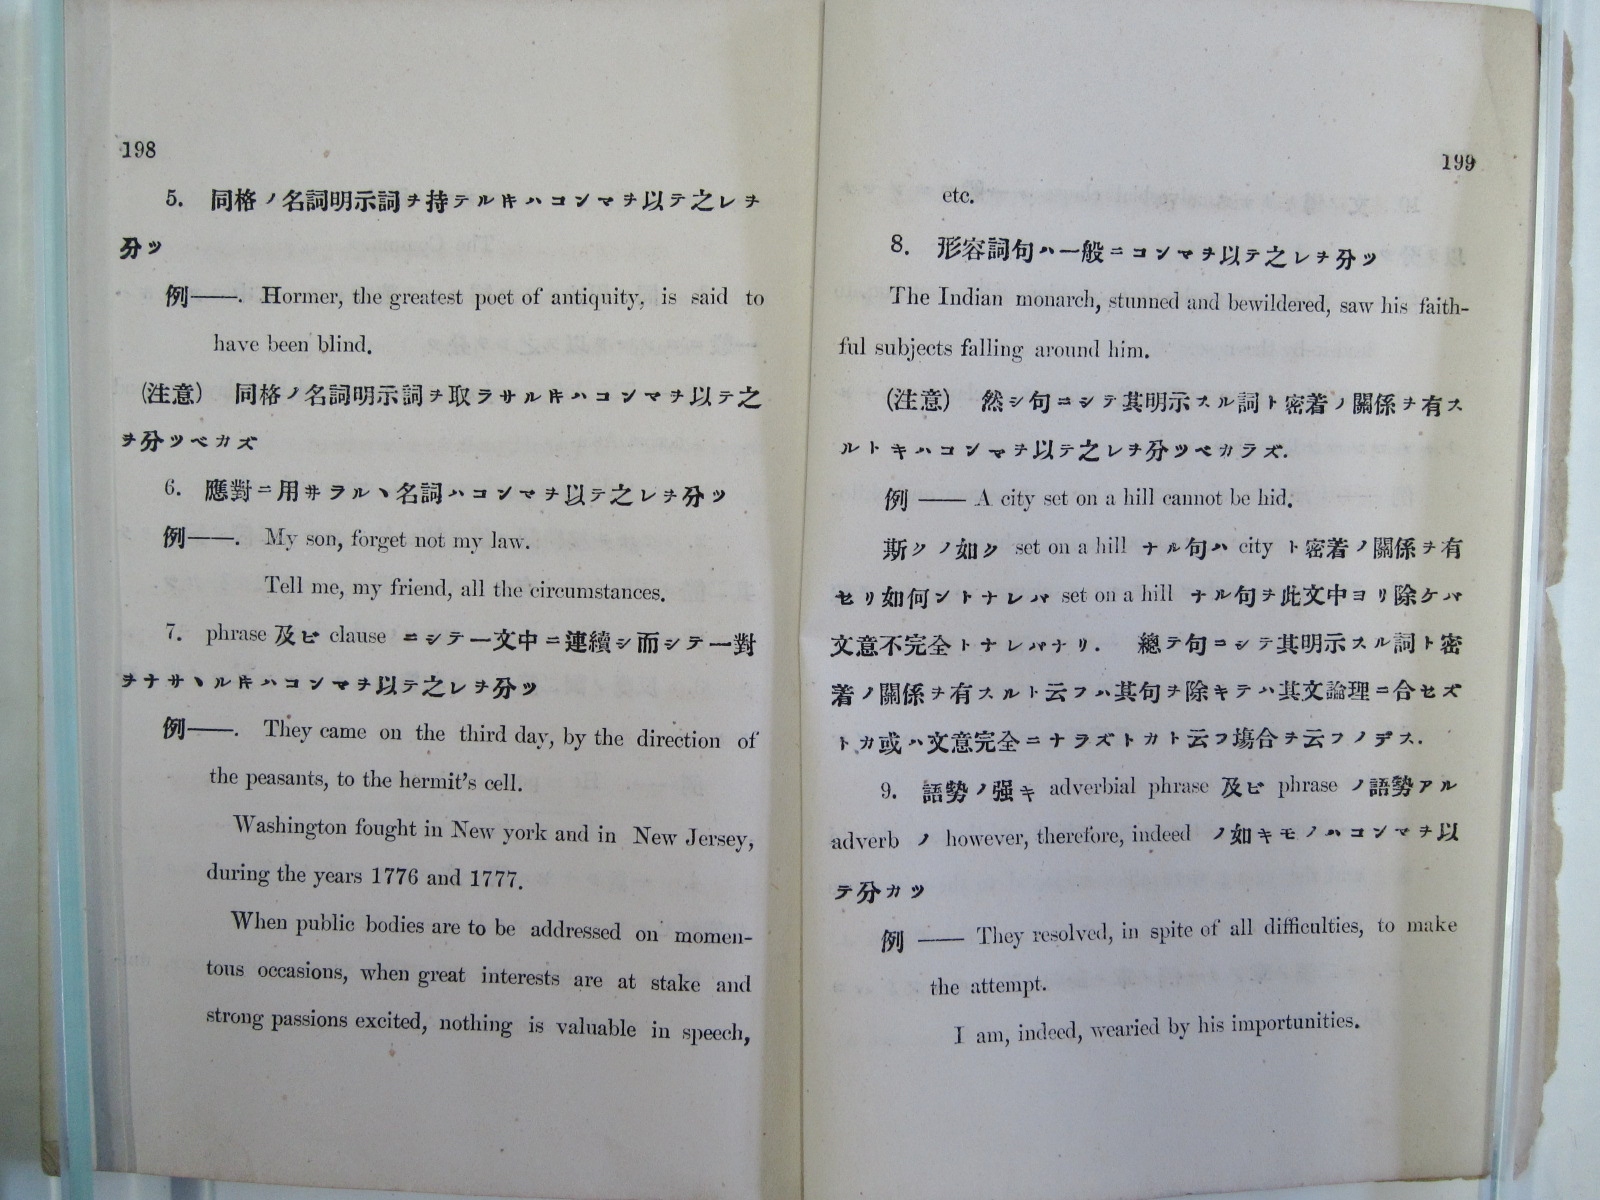 198
5. 同格ノ名詞明示詞ヲ持テルキハコンマヲ以テ之レヲ
分ツ
例——. Hormer, the greatest poet of antiquity, is said to
have been blind.
(注意) 同格ノ名詞明示詞ヲ取ラサルキハコンマヲ以テ之
ヲ分ツベカズ
6. 應對ニ用井ラルヽ名詞ハコンマヲ以テ之レヲ分ツ
例——. My son, forget not my law.
Tell me, my friend, all the circumstances.
7. phrase 及ビ clause ニシテ一文中ニ連續シ而シテ一對
ヲナサヽルキハコンマヲ以テ之レヲ分ツ
例——. They came on the third day, by the direction of
the peasants, to the hermit's cell.
Washington fought in New york and in New Jersey,
during the years 1776 and 1777.
When public bodies are to be addressed on momen-
tous occasions, when great interests are at stake and
strong passions excited, nothing is valuable in speech,
199
etc.
8. 形容詞句ハ一般ニコンマヲ以テ之レヲ分ツ
The Indian monarch, stunned and bewildered, saw his faith-
ful subjects falling around him.
(注意) 然シ句ニシテ其明示スル詞ト密着ノ關係ヲ有ス
ルトキハコンマヲ以テ之レヲ分ツベカラズ.
例 —— A city set on a hill cannot be hid.
斯クノ如ク set on a hill ナル句ハ city ト密着ノ關係ヲ有
セリ如何ントナレバ set on a hill ナル句ヲ此文中ヨリ除ケバ
文意不完全トナレバナリ. 總テ句ニシテ其明示スル詞ト密
着ノ關係ヲ有スルト云フハ其句ヲ除キテハ其文論理ニ合セズ
トカ或ハ文意完全ニナラズトカト云フ塲合ヲ云フノデス.
9. 語勢ノ强キ adverbial phrase 及ビ phrase ノ語勢アル
adverb ノ however, therefore, indeed ノ如キモノハコンマヲ以
テ分カツ
例 —— They resolved, in spite of all difficulties, to make
the attempt.
I am, indeed, wearied by his importunities.